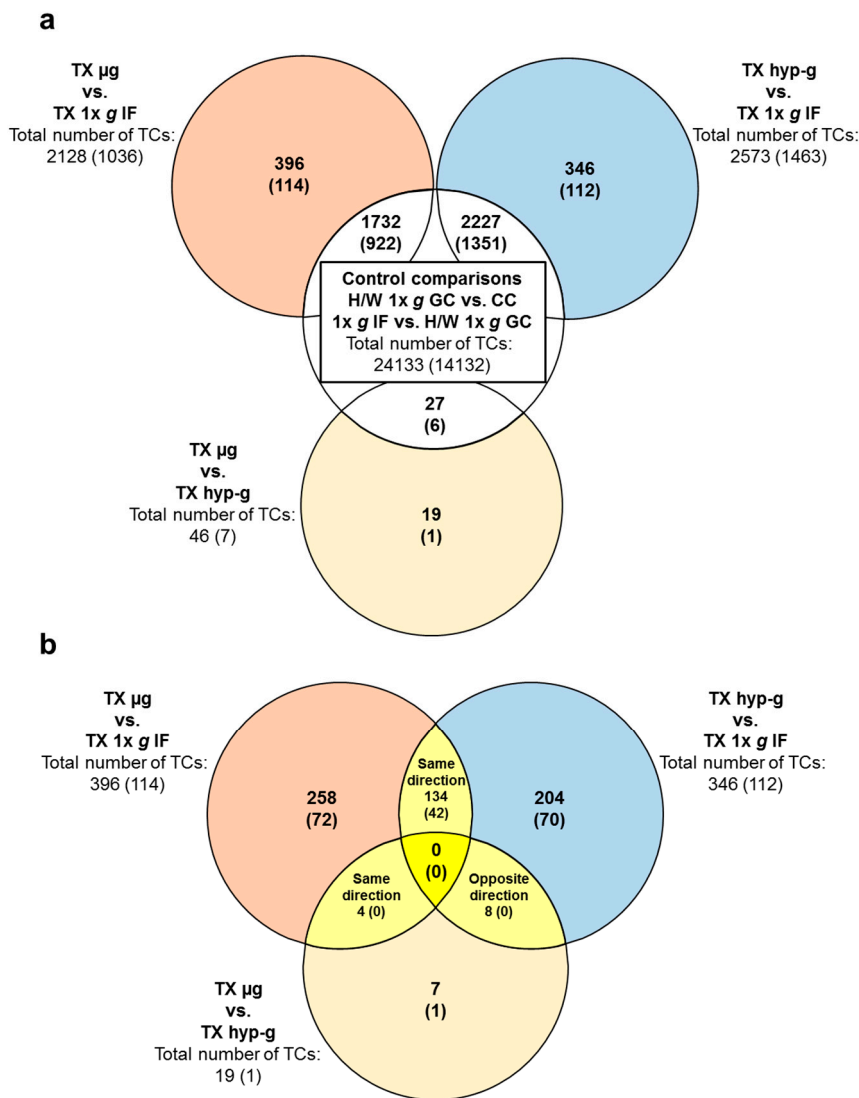 a
TX µg
vs.
TX 1x g IF
Total number of TCs:
2128 (1036)
TX hyp-g
vs.
TX 1x g IF
Total number of TCs:
2573 (1463)
396
(114)
346
(112)
1732
(922)
2227
(1351)
Control comparisons
H/W 1x g GC vs. CC
1x g IF vs. H/W 1x g GC
Total number of TCs:
24133 (14132)
27
(6)
TX µg
vs.
TX hyp-g
Total number of TCs:
46 (7)
19
(1)
b
TX µg
vs.
TX 1x g IF
Total number of TCs:
396 (114)
TX hyp-g
vs.
TX 1x g IF
Total number of TCs:
346 (112)
258
(72)
Same
direction
134
(42)
204
(70)
0
(0)
Same
direction
4 (0)
Opposite
direction
8 (0)
7
(1)
TX µg
vs.
TX hyp-g
Total number of TCs:
19 (1)